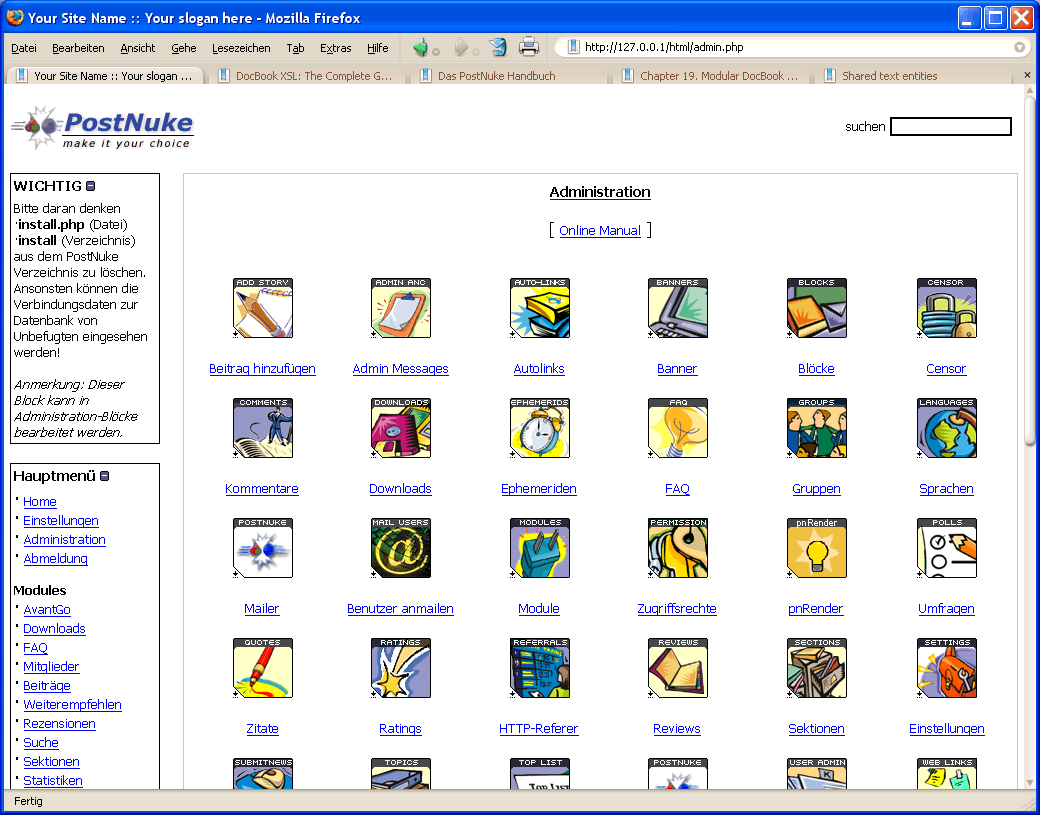 Your Site Name :: Your slogan here - Mozilla Firefox
Datei Bearbeiten Ansicht Gehe Lesezeichen Tab Extras Hilfe http://127.0.0.1/html/admin.php
Your Site Name :: Your slogan ... DocBook XSL: The Complete G... Das PostNuke Handbuch Chapter 19. Modular DocBook ... Shared text entities
PostNuke
make it your choice
suchen
WICHTIG
Bitte daran denken
·install.php (Datei)
·install (Verzeichnis)
aus dem PostNuke
Verzeichnis zu löschen.
Ansonsten können die
Verbindungsdaten zur
Datenbank von
Unbefugten eingesehen
werden!
Anmerkung: Dieser
Block kann in
Administration-Blöcke
bearbeitet werden.
Hauptmenü
· Home
· Einstellungen
· Administration
· Abmeldung
Modules
· AvantGo
· Downloads
· FAQ
· Mitglieder
· Beiträge
· Weiterempfehlen
· Rezensionen
· Suche
· Sektionen
· Statistiken
Administration
[ Online Manual ]
ADD STORY ADMIN ANC AUTO-LINKS BANNERS BLOCKS CENSOR
Beitrag hinzufügen Admin Messages Autolinks Banner Blöcke Censor
COMMENTS DOWNLOADS EPHEMERIDS FAQ GROUPS LANGUAGES
Kommentare Downloads Ephemeriden FAQ Gruppen Sprachen
POSTNUKE MAIL USERS MODULES PERMISSION pnRender POLLS
Mailer Benutzer anmailen Module Zugriffsrechte pnRender Umfragen
QUOTES RATINGS REFERRALS REVIEWS SECTIONS SETTINGS
Zitate Ratings HTTP-Referer Reviews Sektionen Einstellungen
SUBMITNEWS TOPICS TOP LIST POSTNUKE USER ADMIN WEB LINKS
TOP LIST
Fertig